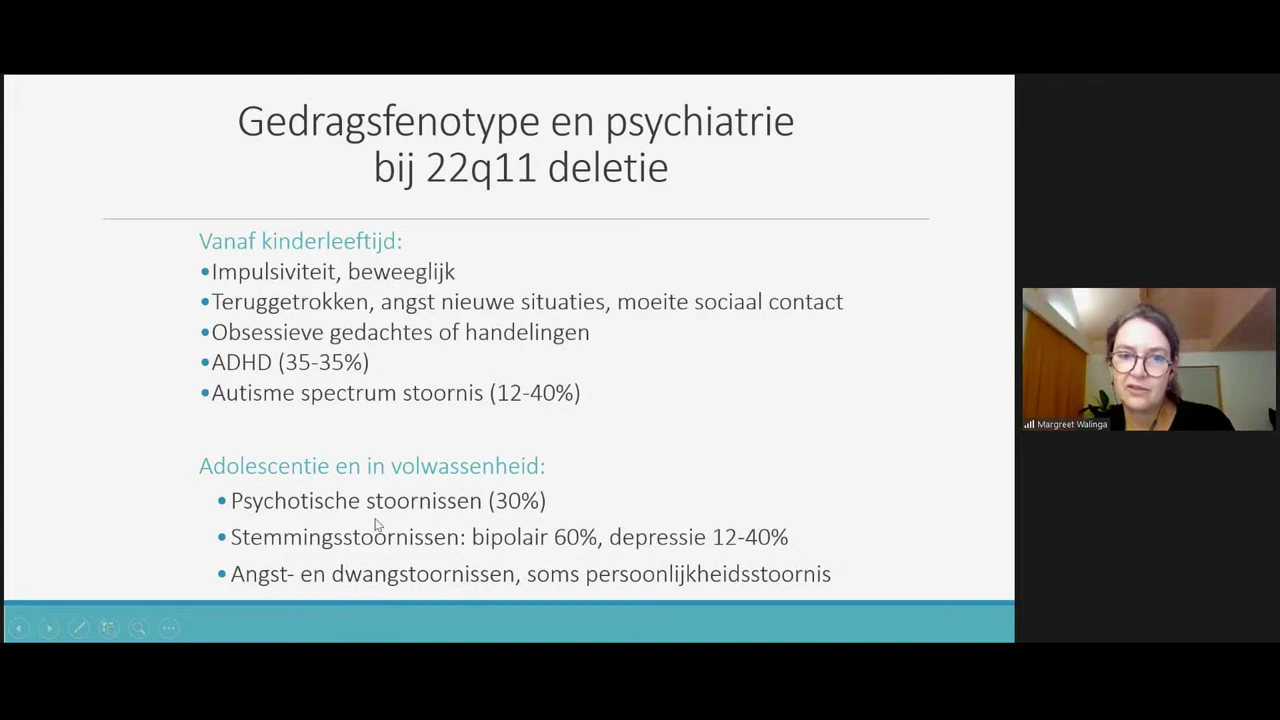 Gedragsfenotype en psychiatrie
bij 22q11 deletie
Vanaf kinderleeftijd:
•Impulsiviteit, beweeglijk
•Teruggetrokken, angst nieuwe situaties, moeite sociaal contact
•Obsessieve gedachtes of handelingen
•ADHD (35-35%)
•Autisme spectrum stoornis (12-40%)
Adolescentie en in volwassenheid:
•Psychotische stoornissen (30%)
•Stemmingsstoornissen: bipolair 60%, depressie 12-40%
•Angst- en dwangstoornissen, soms persoonlijkheidsstoornis
Margreet Walinga